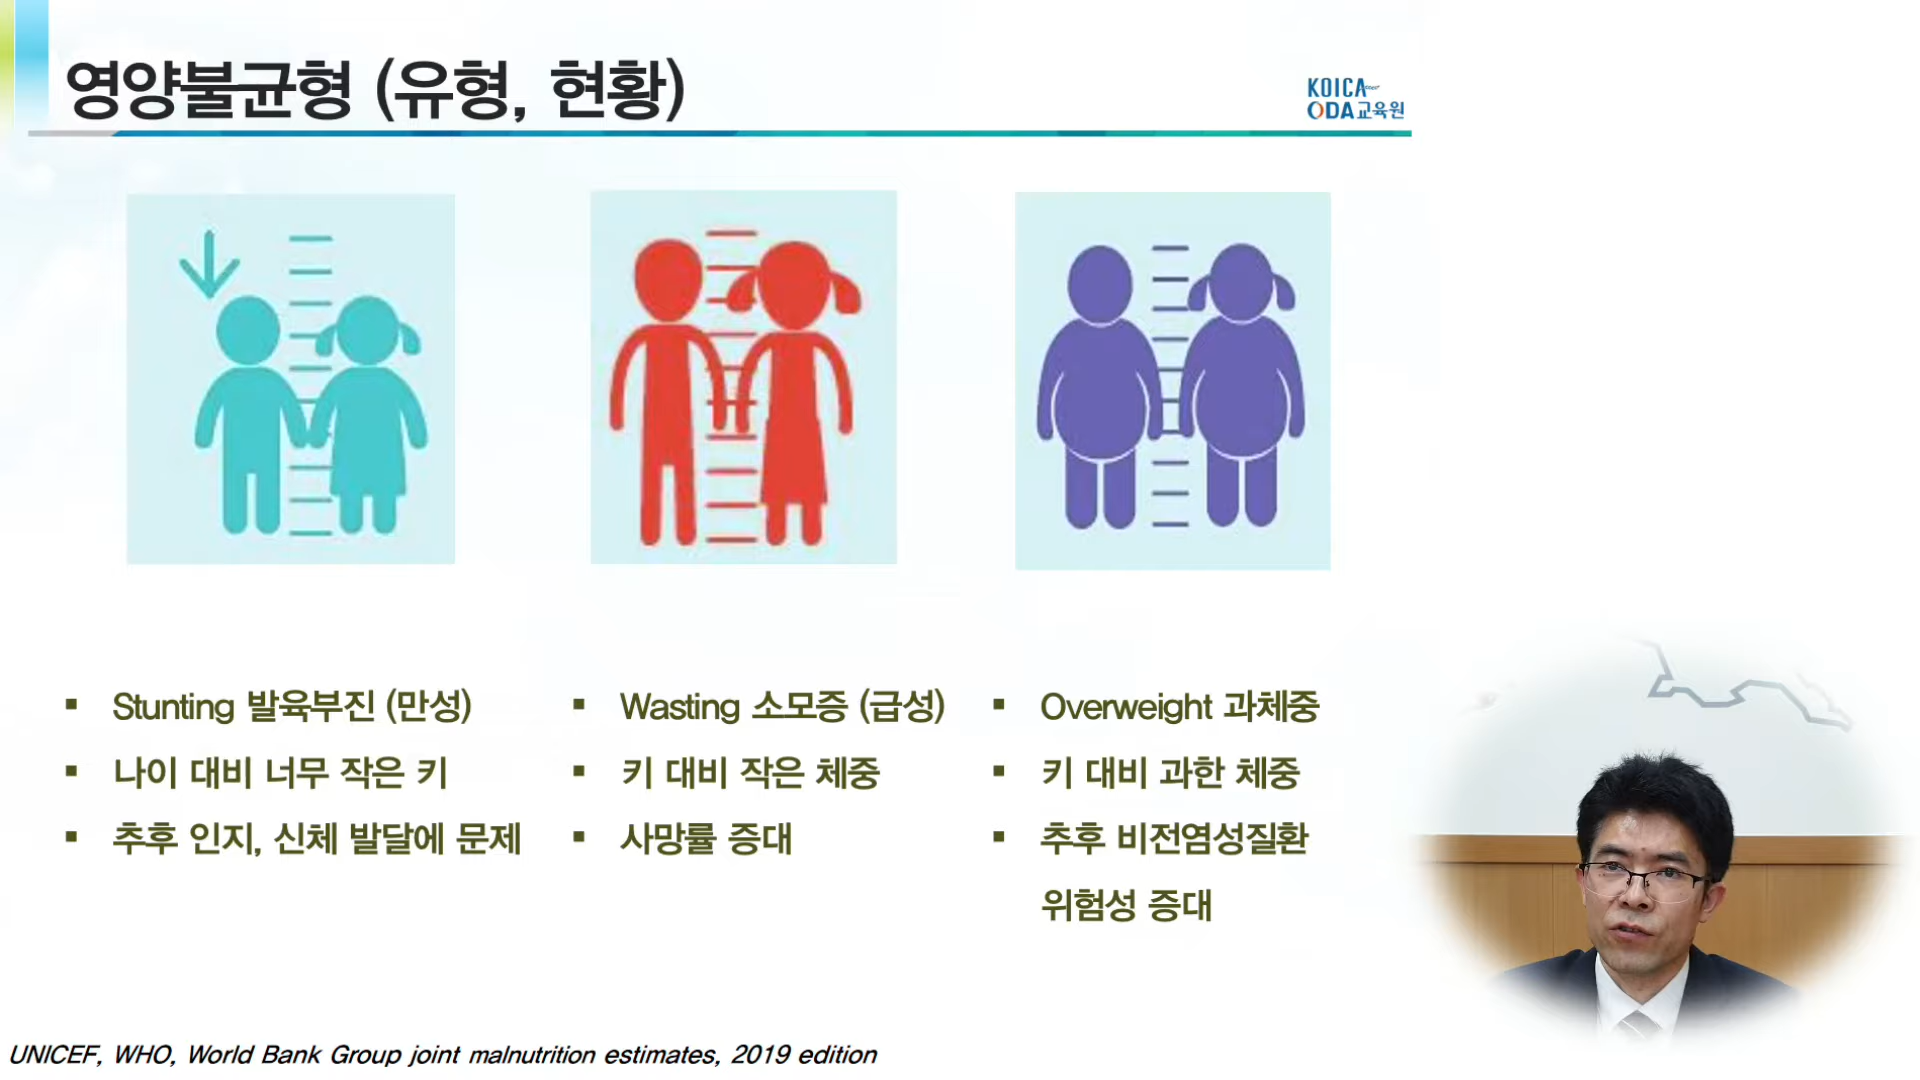 영양불균형 (유형, 현황)
KOICA
ODA교육원
Stunting 발육부진 (만성)
나이 대비 너무 작은 키
추후 인지, 신체 발달에 문제
Wasting 소모증 (급성)
키 대비 작은 체중
사망률 증대
Overweight 과체중
키 대비 과한 체중
추후 비전염성질환
위험성 증대
UNICEF, WHO, World Bank Group joint malnutrition estimates, 2019 edition